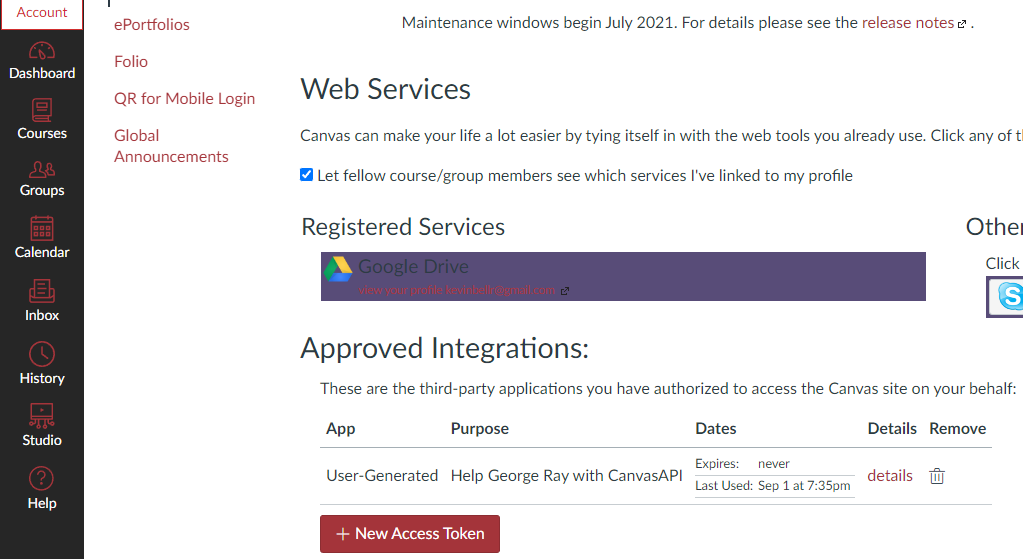 Account
Dashboard
Courses
Groups
Calendar
Inbox
History
Studio
Help
ePortfolios
Folio
QR for Mobile Login
Global
Announcements
Maintenance windows begin July 2021. For details please see the release notes .
Web Services
Canvas can make your life a lot easier by tying itself in with the web tools you already use. Click any of
Let fellow course/group members see which services I've linked to my profile
Registered Services
Google Drive
view your profile
Other
Click
Approved Integrations:
These are the third-party applications you have authorized to access the Canvas site on your behalf:
App Purpose Dates Details Remove
User-Generated Help George Ray with CanvasAPI Expires: never details
Last Used: Sep 1 at 7:35pm
+ New Access Token